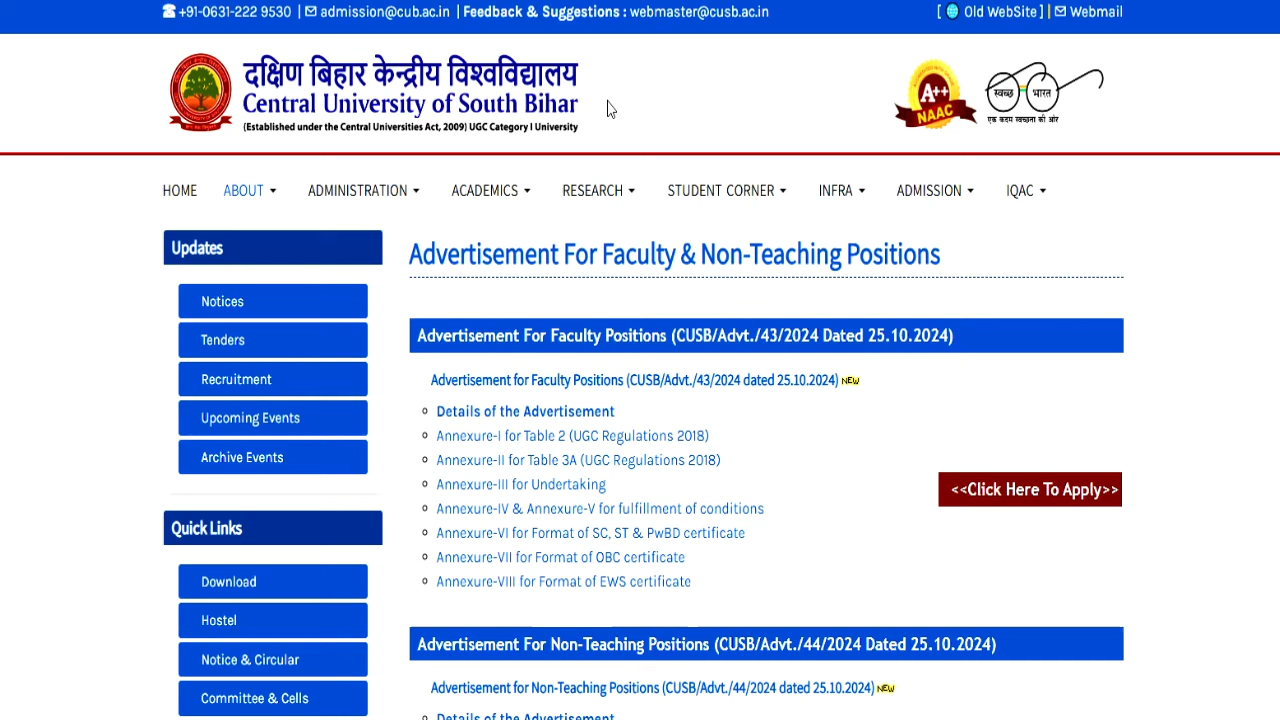 +91-0631-222 9530 | admission@cub.ac.in | Feedback & Suggestions : webmaster@cusb.ac.in [ Old WebSite ] | Webmail
दक्षिण बिहार केन्द्रीय विश्वविद्यालय
Central University of South Bihar
(Established under the Central Universities Act, 2009) UGC Category I University
A++
NAAC
स्वच्छ भारत
एक कदम स्वच्छता की ओर
HOME ABOUT ADMINISTRATION ACADEMICS RESEARCH STUDENT CORNER INFRA ADMISSION IQAC
Updates
Notices
Tenders
Recruitment
Upcoming Events
Archive Events
Quick Links
Download
Hostel
Notice & Circular
Committee & Cells
Advertisement For Faculty & Non-Teaching Positions
Advertisement For Faculty Positions (CUSB/Advt./43/2024 Dated 25.10.2024)
Advertisement for Faculty Positions (CUSB/Advt./43/2024 dated 25.10.2024) NEW
Details of the Advertisement
Annexure-I for Table 2 (UGC Regulations 2018)
Annexure-II for Table 3A (UGC Regulations 2018)
Annexure-III for Undertaking
<<Click Here To Apply>>
Annexure-IV & Annexure-V for fulfillment of conditions
Annexure-VI for Format of SC, ST & PwBD certificate
Annexure-VII for Format of OBC certificate
Annexure-VIII for Format of EWS certificate
Advertisement For Non-Teaching Positions (CUSB/Advt./44/2024 Dated 25.10.2024)
Advertisement for Non-Teaching Positions (CUSB/Advt./44/2024 dated 25.10.2024) NEW
Details of the Advertisement